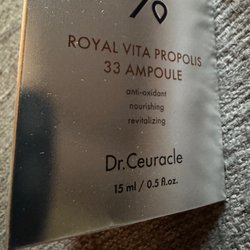 ROYAL VITA PROPOLIS
33 AMPOULE
anti-oxidant
nourishing
revitalizing
Dr.Ceuracle
15 ml / 0.5 fl.oz.